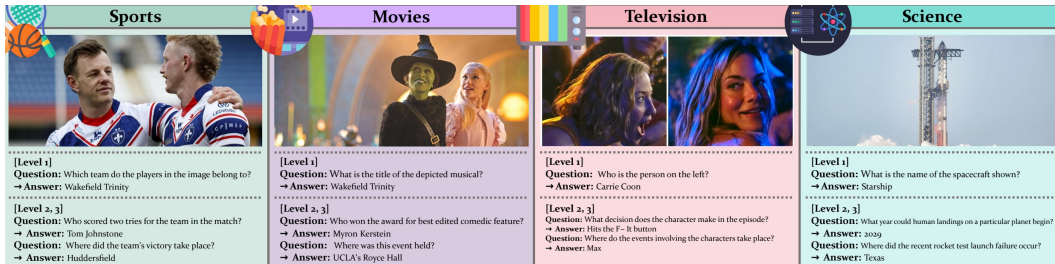 Sports
[Level 1]
Question: Which team do the players in the image belong to?
→ Answer: Wakefield Trinity
[Level 2, 3]
Question: Who scored two tries for the team in the match?
→ Answer: Tom Johnstone
Question: Where did the team's victory take place?
→ Answer: Huddersfield
Movies
[Level 1]
Question: What is the title of the depicted musical?
→ Answer: Wakefield Trinity
[Level 2, 3]
Question: Who won the award for best edited comedic feature?
→ Answer: Myron Kerstein
Question: Where was this event held?
→ Answer: UCLA's Royce Hall
Television
[Level 1]
Question: Who is the person on the left?
→ Answer: Carrie Coon
[Level 2, 3]
Question: What decision does the character make in the episode?
→ Answer: Hits the F– It button
Question: Where do the events involving the characters take place?
→ Answer: Max
Science
[Level 1]
Question: What is the name of the spacecraft shown?
→ Answer: Starship
[Level 2, 3]
Question: What year could human landings on a particular planet begin?
→ Answer: 2029
Question: Where did the recent rocket test launch failure occur?
→ Answer: Texas